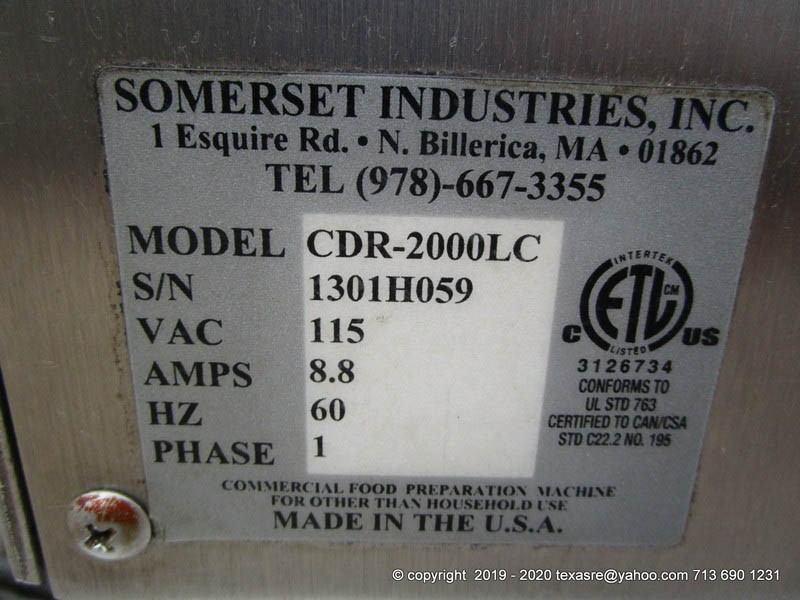 SOMERSET INDUSTRIES, INC.
1 Esquire Rd. • N. Billerica, MA • 01862
TEL (978)-667-3355
MODEL CDR-2000LC
S/N 1301H059
VAC 115
AMPS 8.8
HZ 60
PHASE 1
INTERTEK
ETL CM
C US
LISTED
3126734
CONFORMS TO
UL STD 763
CERTIFIED TO CAN/CSA
STD C22.2 NO. 195
COMMERCIAL FOOD PREPARATION MACHINE
FOR OTHER THAN HOUSEHOLD USE
MADE IN THE U.S.A.
© copyright 2019 - 2020 texasre@yahoo.com 713 690 1231